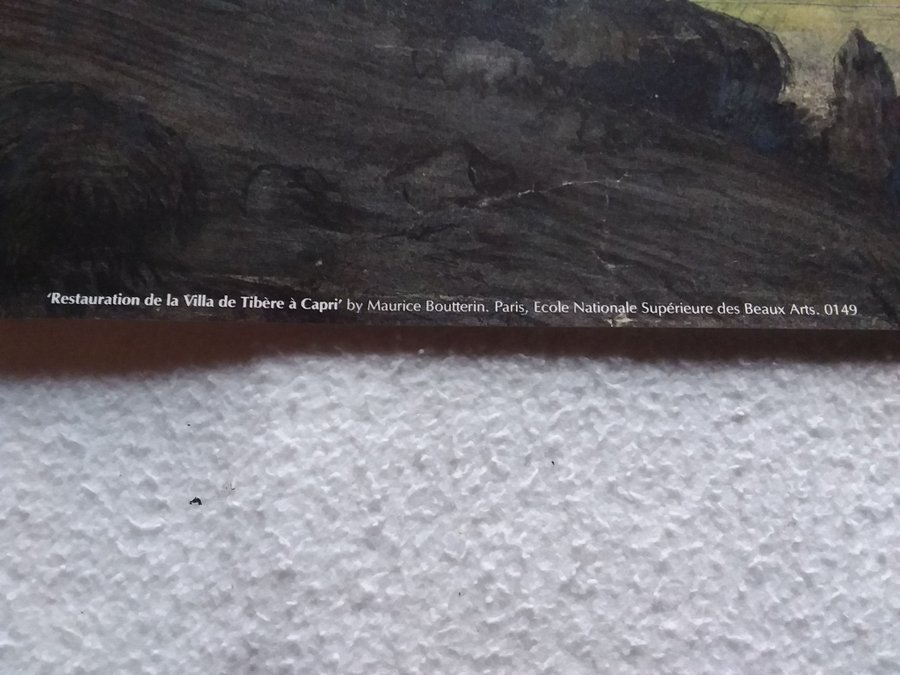 ‘Restauration de la Villa de Tibère à Capri’ by Maurice Boutterin. Paris, Ecole Nationale Supérieure des Beaux Arts. 0149